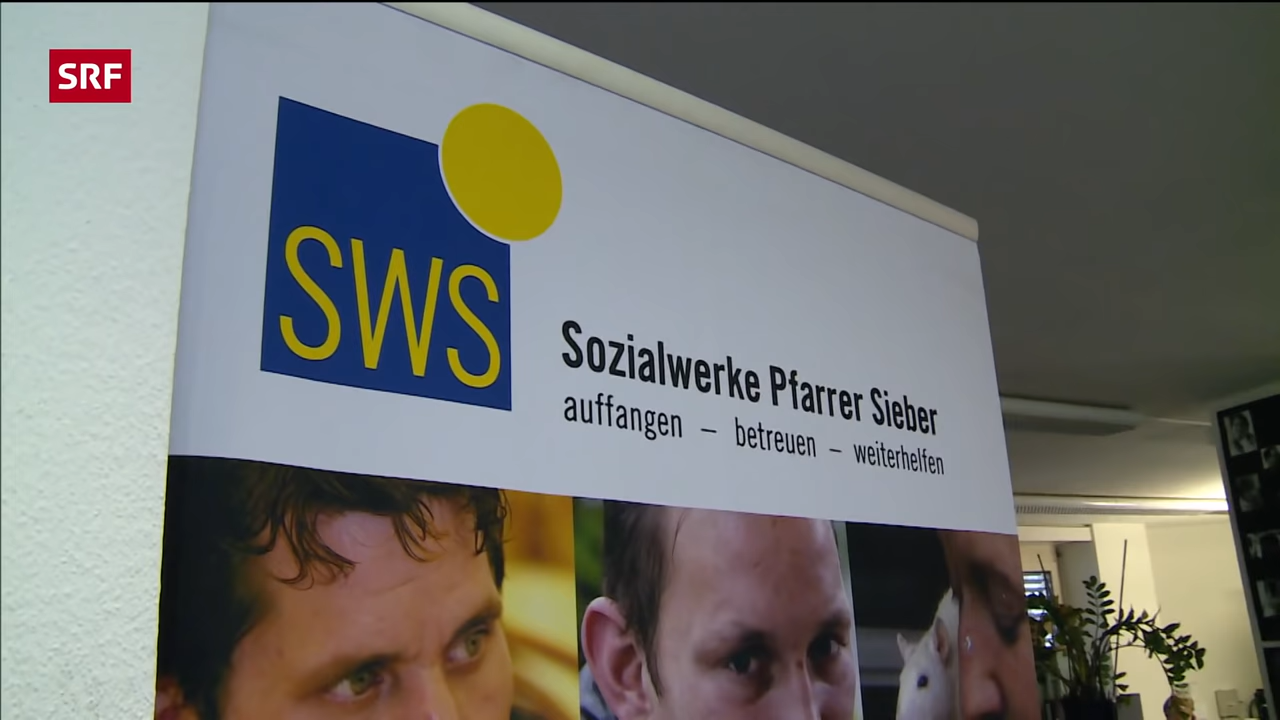 SRF
SWS
Sozialwerke Pfarrer Sieber
auffangen – betreuen – weiterhelfen